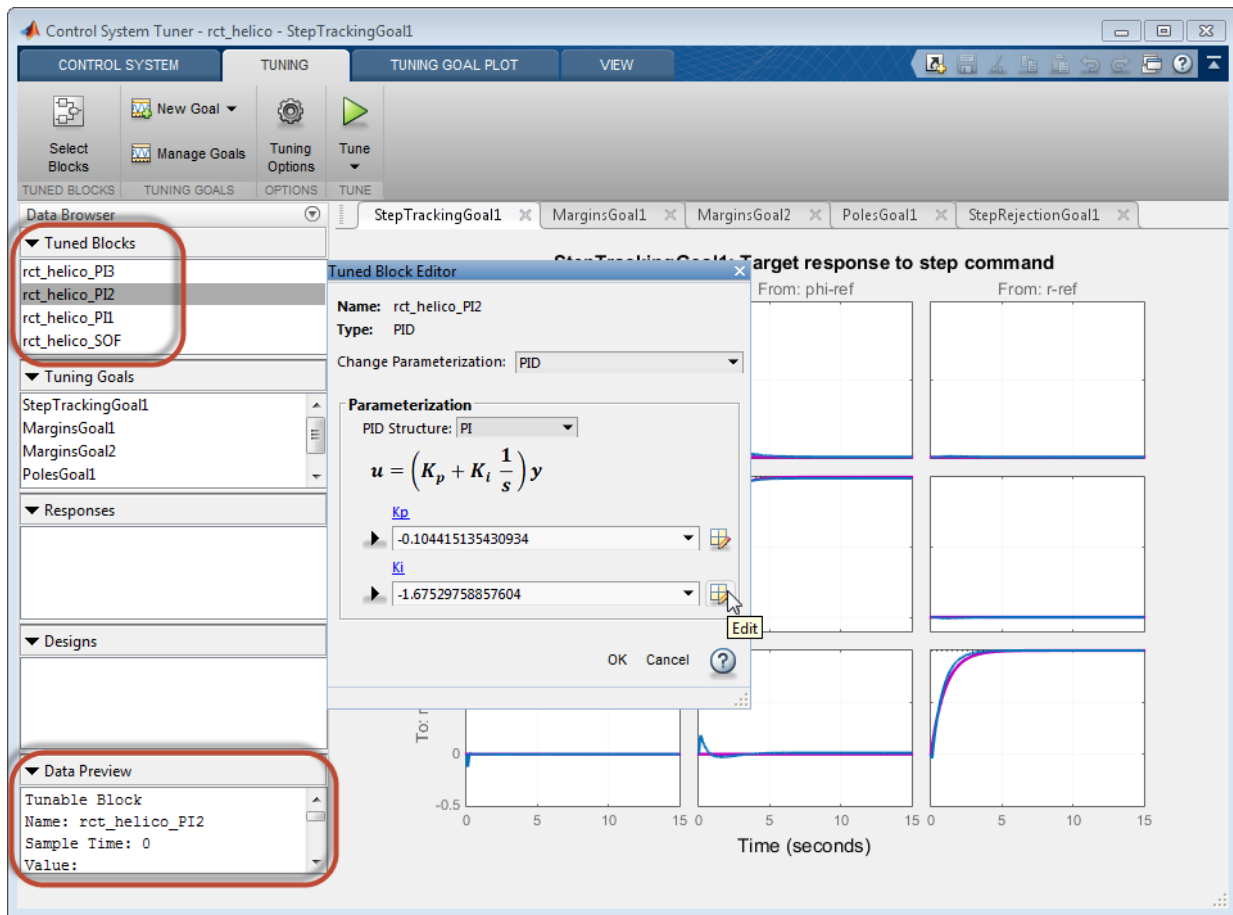 Control System Tuner - rct_helico - StepTrackingGoal1
CONTROL SYSTEM TUNING TUNING GOAL PLOT VIEW
Select Blocks
New Goal
Manage Goals
Tuning Options
Tune
TUNED BLOCKS TUNING GOALS OPTIONS TUNE
Data Browser
StepTrackingGoal1 MarginsGoal1 MarginsGoal2 PolesGoal1 StepRejectionGoal1
Tuned Blocks
rct_helico_PI3
rct_helico_PI2
rct_helico_PI1
rct_helico_SOF
Tuning Goals
StepTrackingGoal1
MarginsGoal1
MarginsGoal2
PolesGoal1
Responses
Designs
Data Preview
Tunable Block
Name: rct_helico_PI2
Sample Time: 0
Value:
Target response to step command
From: phi-ref From: r-ref
Tuned Block Editor
Name: rct_helico_PI2
Type: PID
Change Parameterization: PID
Parameterization
PID Structure: PI
u = (K_p + K_i 1/s) y
Kp
-0.104415135430934
Ki
-1.67529758857604
Edit
OK Cancel
To: r
0
-0.5
0 5 10 15 0 5 10 15 0 5 10 15
Time (seconds)